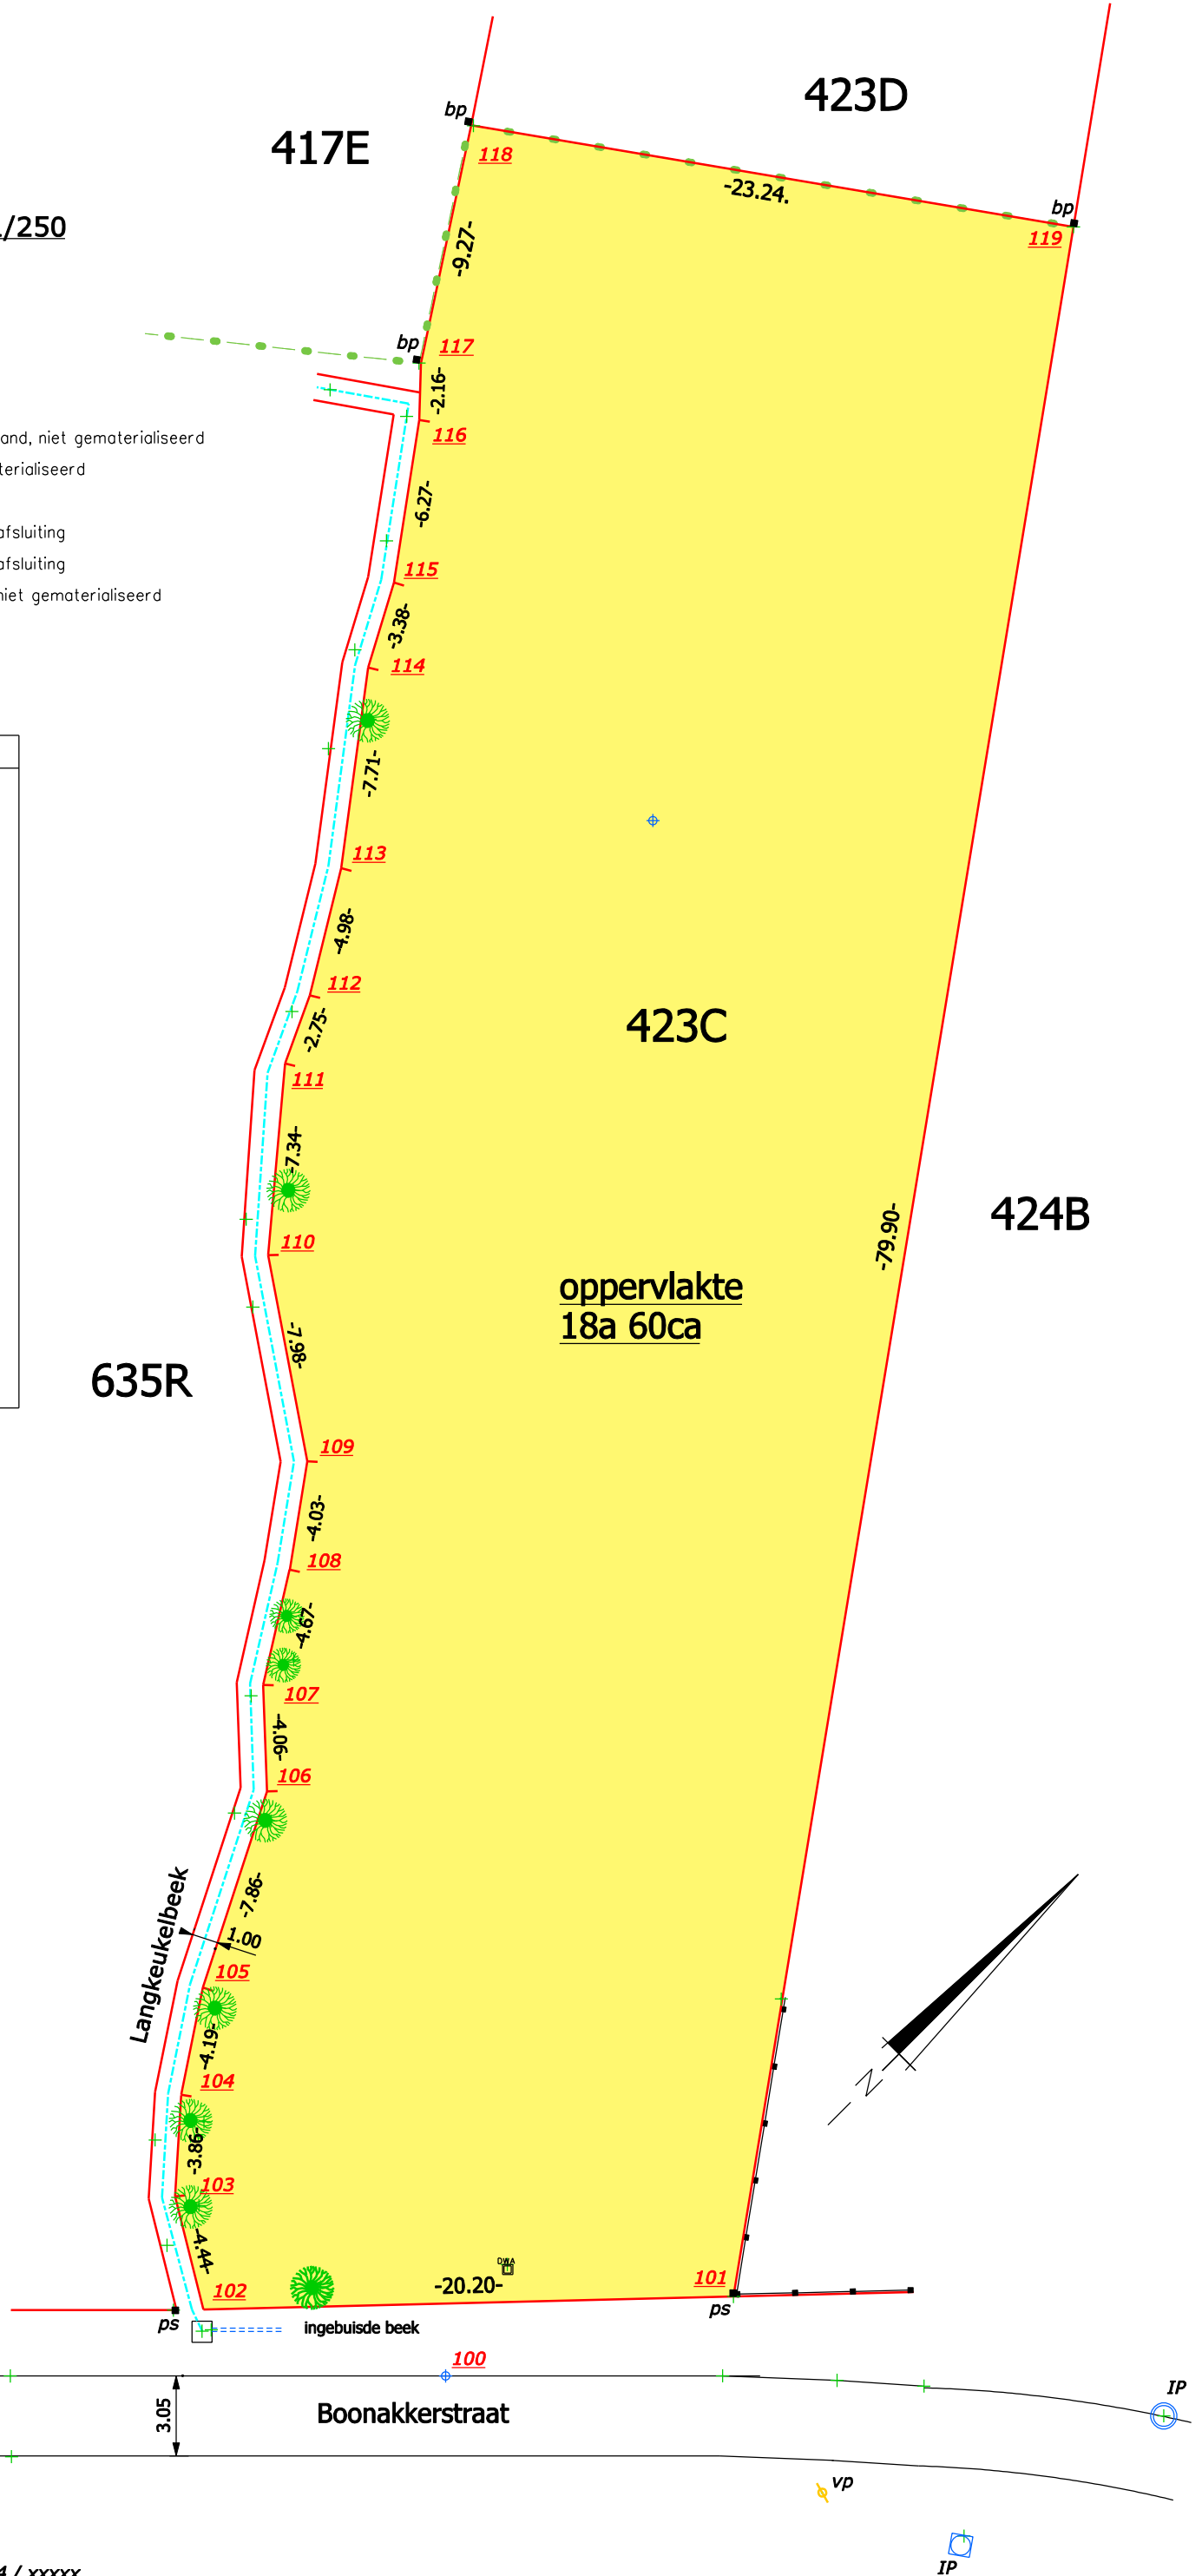 423D
bp
417E
118
-23.24.
bp
119
/250
-9.27-
bp
117
-2.16-
116
and, niet gematerialiseerd
terialiseerd
-6.27-
afsluiting
afsluiting
115
niet gematerialiseerd
-3.38-
114
-7.71-
113
-4.98-
112
-2.75-
423C
111
-7.34-
424B
110
-79.90-
oppervlakte
18a 60ca
-7.98-
635R
109
-4.03-
108
-4.67-
107
-4.06-
106
-7.86-
Langkeukelbeek
1.00
105
-4.19-
N
104
-3.86-
103
-4.44-
DWA
101
-20.20-
102
ps
ps
ingebuisde beek
100
IP
3.05
Boonakkerstraat
vp
IP
/ xxxxx